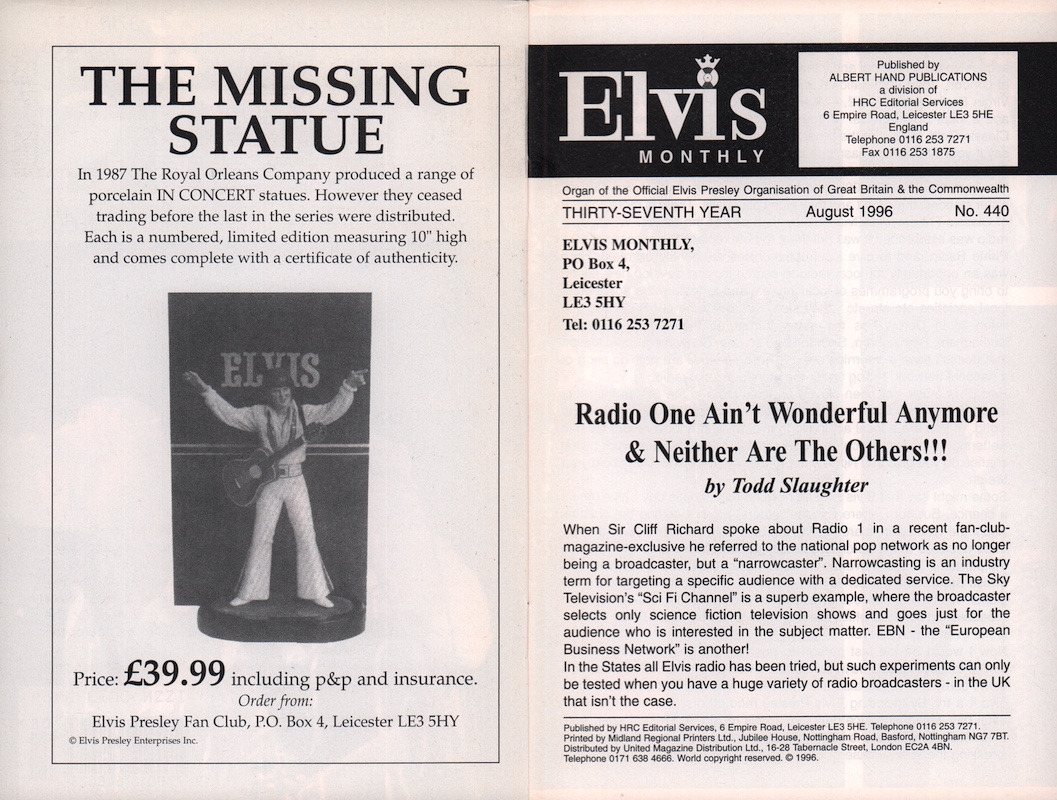 THE MISSING
STATUE
In 1987 The Royal Orleans Company produced a range of
porcelain IN CONCERT statues. However they ceased
trading before the last in the series were distributed.
Each is a numbered, limited edition measuring 10" high
and comes complete with a certificate of authenticity.
ELVIS
Price: £39.99 including p&p and insurance.
Order from:
Elvis Presley Fan Club, P.O. Box 4, Leicester LE3 5HY
© Elvis Presley Enterprises Inc.
Elvis
MONTHLY
Published by
ALBERT HAND PUBLICATIONS
a division of
HRC Editorial Services
6 Empire Road, Leicester LE3 5HE
England
Telephone 0116 253 7271
Fax 0116 253 1875
Organ of the Official Elvis Presley Organisation of Great Britain & the Commonwealth
THIRTY-SEVENTH YEAR August 1996 No. 440
ELVIS MONTHLY,
PO Box 4,
Leicester
LE3 5HY
Tel: 0116 253 7271
Radio One Ain't Wonderful Anymore
& Neither Are The Others!!!
by Todd Slaughter
When Sir Cliff Richard spoke about Radio 1 in a recent fan-club-
magazine-exclusive he referred to the national pop network as no longer
being a broadcaster, but a “narrowcaster”. Narrowcasting is an industry
term for targeting a specific audience with a dedicated service. The Sky
Television's “Sci Fi Channel” is a superb example, where the broadcaster
selects only science fiction television shows and goes just for the
audience who is interested in the subject matter. EBN - the “European
Business Network” is another!
In the States all Elvis radio has been tried, but such experiments can only
be tested when you have a huge variety of radio broadcasters - in the UK
that isn't the case.
Published by HRC Editorial Services, 6 Empire Road, Leicester LE3 5HE. Telephone 0116 253 7271.
Printed by Midland Regional Printers Ltd., Jubilee House, Nottingham Road, Basford, Nottingham NG7 7BT.
Distributed by United Magazine Distribution Ltd., 16-28 Tabernacle Street, London EC2A 4BN.
Telephone 0171 638 4666. World copyright reserved. © 1996.